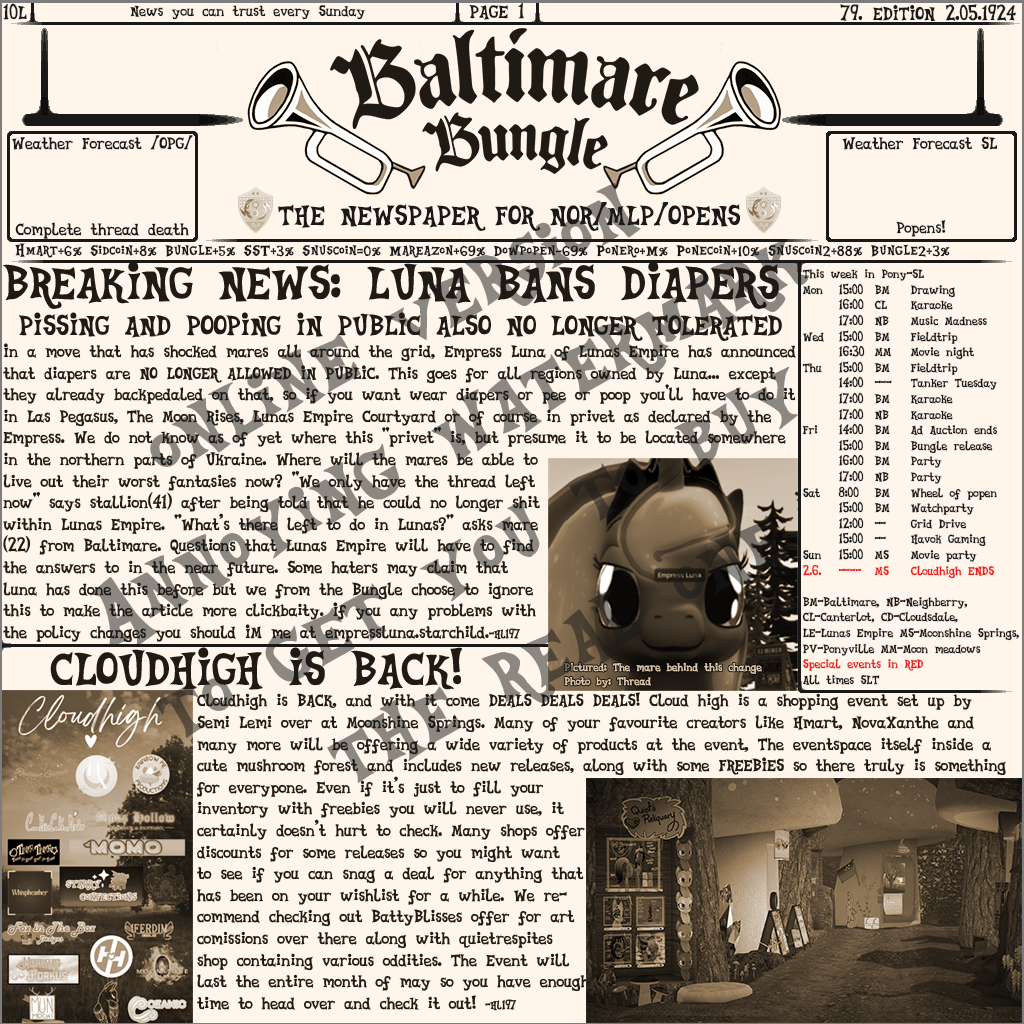 10L
News you can trust every Sunday
PAGE 1
79. EDITION 2.05.1924
Baltimare
Bungle
THE NEWSPAPER FOR NOR/MLP/OPENS
Weather Forecast /OPG/
Complete thread death
Weather Forecast SL
Popens!
HMART+6% SIDCOIN+8% BUNGLE+5% SST+3% SNUSCOIN=0% MAREAZON+69% DOWPOPEN-69% PONERO+M% PONECOIN+10% SNUSCOIN2+88% BUNGLE2+3%
BREAKING NEWS: LUNA BANS DIAPERS
PISSING AND POOPING IN PUBLIC ALSO NO LONGER TOLERATED
in a move that has shocked mares all around the grid, Empress Luna of Lunas Empire has announced
that diapers are NO LONGER ALLOWED IN PUBLIC. This goes for all regions owned by Luna... except
they already backpedaled on that, so if you want wear diapers or pee or poop you'll have to do it
in Las Pegasus, The Moon Rises, Lunas Empire Courtyard or of course in privet as declared by the
Empress. We do not know as of yet where this "privet" is, but presume it to be located somewhere
in the northern parts of Ukraine. Where will the mares be able to
live out their worst fantasies now? "We only have the thread left
now" says stallion(41) after being told that he could no longer shit
within Lunas Empire. "What's there left to do in Lunas?" asks mare
(22) from Baltimare. Questions that Lunas Empire will have to find
the answers to in the near future. Some haters may claim that
luna has done this before but we from the Bungle choose to ignore
this to make the article more clickbaity. if you any problems with
the policy changes you should IM me at empressluna.starchild.-HL197
Empress Luna
Pictured: The mare behind this change
Photo by: Thread
This week in Pony-SL
Mon 15:00 BM Drawing
16:00 CL Karaoke
17:00 NB Music Madness
Wed 15:00 BM Fieldtrip
16:30 MM Movie night
Thu 15:00 BM Fieldtrip
14:00 --- Tanker Tuesday
17:00 BM Karaoke
17:00 NB Karaoke
Fri 14:00 BM Ad Auction ends
15:00 BM Bungle release
16:00 BM Party
17:00 NB Party
Sat 8:00 BM Wheel of popen
15:00 BM Watchparty
12:00 -- Grid Drive
15:00 -- Havok Gaming
Sun 15:00 MS Movie party
2.6. ---- MS Cloudhigh ENDS
BM-Baltimare, NB-Neighberry,
CL-Canterlot, CD-Cloudsdale,
LE-Lunas Empire MS-Moonshine Springs,
PV-Ponyville MM-Moon meadows
Special events in RED
All times SLT
CLOUDHIGH IS BACK!
Cloudhigh is BACK, and with it come DEALS DEALS DEALS! Cloud high is a shopping event set up by
Semi Lemi over at Moonshine Springs. Many of your favourite creators like Hmart, NovaXanthe and
many more will be offering a wide variety of products at the event, The eventspace itself inside a
cute mushroom forest and includes new releases, along with some FREEBIES so there truly is something
for everypone. Even if it's just to fill your
inventory with freebies you will never use, it
certainly doesn't hurt to check. Many shops offer
discounts for some releases so you might want
to see if you can snag a deal for anything that
has been on your wishlist for a while. We re-
commend checking out BattyBlisses offer for art
comissions over there along with quietrespites
shop containing various oddities. The Event will
last the entire month of may so you have enough
time to head over and check it out! -HL197
Cloudhigh
Hollow
MOMO
Whispheather
STARRY
CONFECTIONS
Fox in The Box
Designs
FERDIN
PORKUS
MUN
OCEANIC
Quiet's
Reliquary
ONLINE VERSION
ANNOYING WATERMARK
TO GET YOU TO BUY
THE REAL ONE